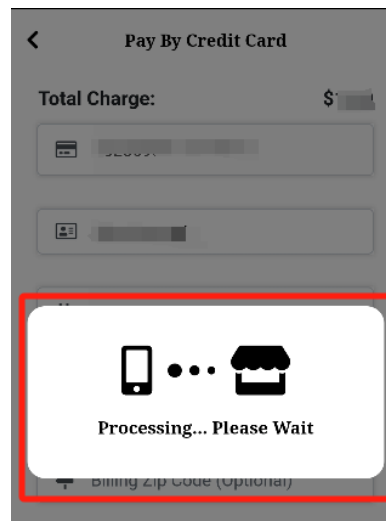 Pay By Credit Card
Total Charge: $
Processing... Please Wait
Billing Zip Code (Optional)